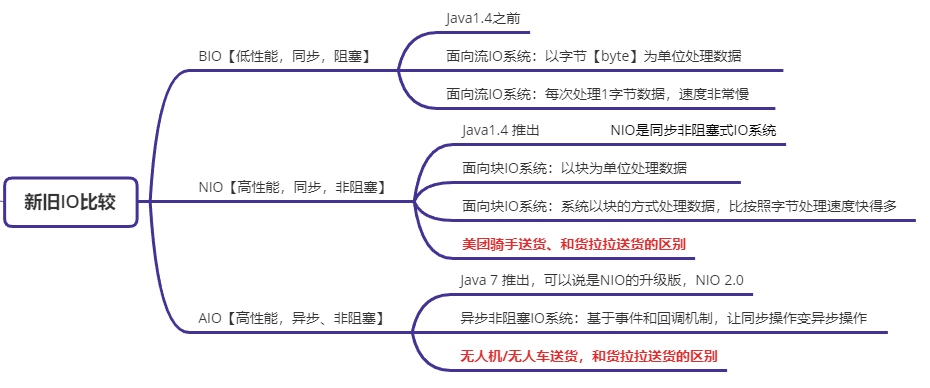 新旧IO比较
BIO【低性能，同步，阻塞】
Java1.4之前
面向流IO系统：以字节【byte】为单位处理数据
面向流IO系统：每次处理1字节数据，速度非常慢
NIO【高性能，同步，非阻塞】
Java1.4 推出 NIO是同步非阻塞式IO系统
面向块IO系统：以块为单位处理数据
面向块IO系统：系统以块的方式处理数据，比按照字节处理速度快得多
美团骑手送货、和货拉拉送货的区别
AIO【高性能，异步、非阻塞】
Java 7 推出，可以说是NIO的升级版，NIO 2.0
异步非阻塞IO系统：基于事件和回调机制，让同步操作变异步操作
无人机/无人车送货，和货拉拉送货的区别